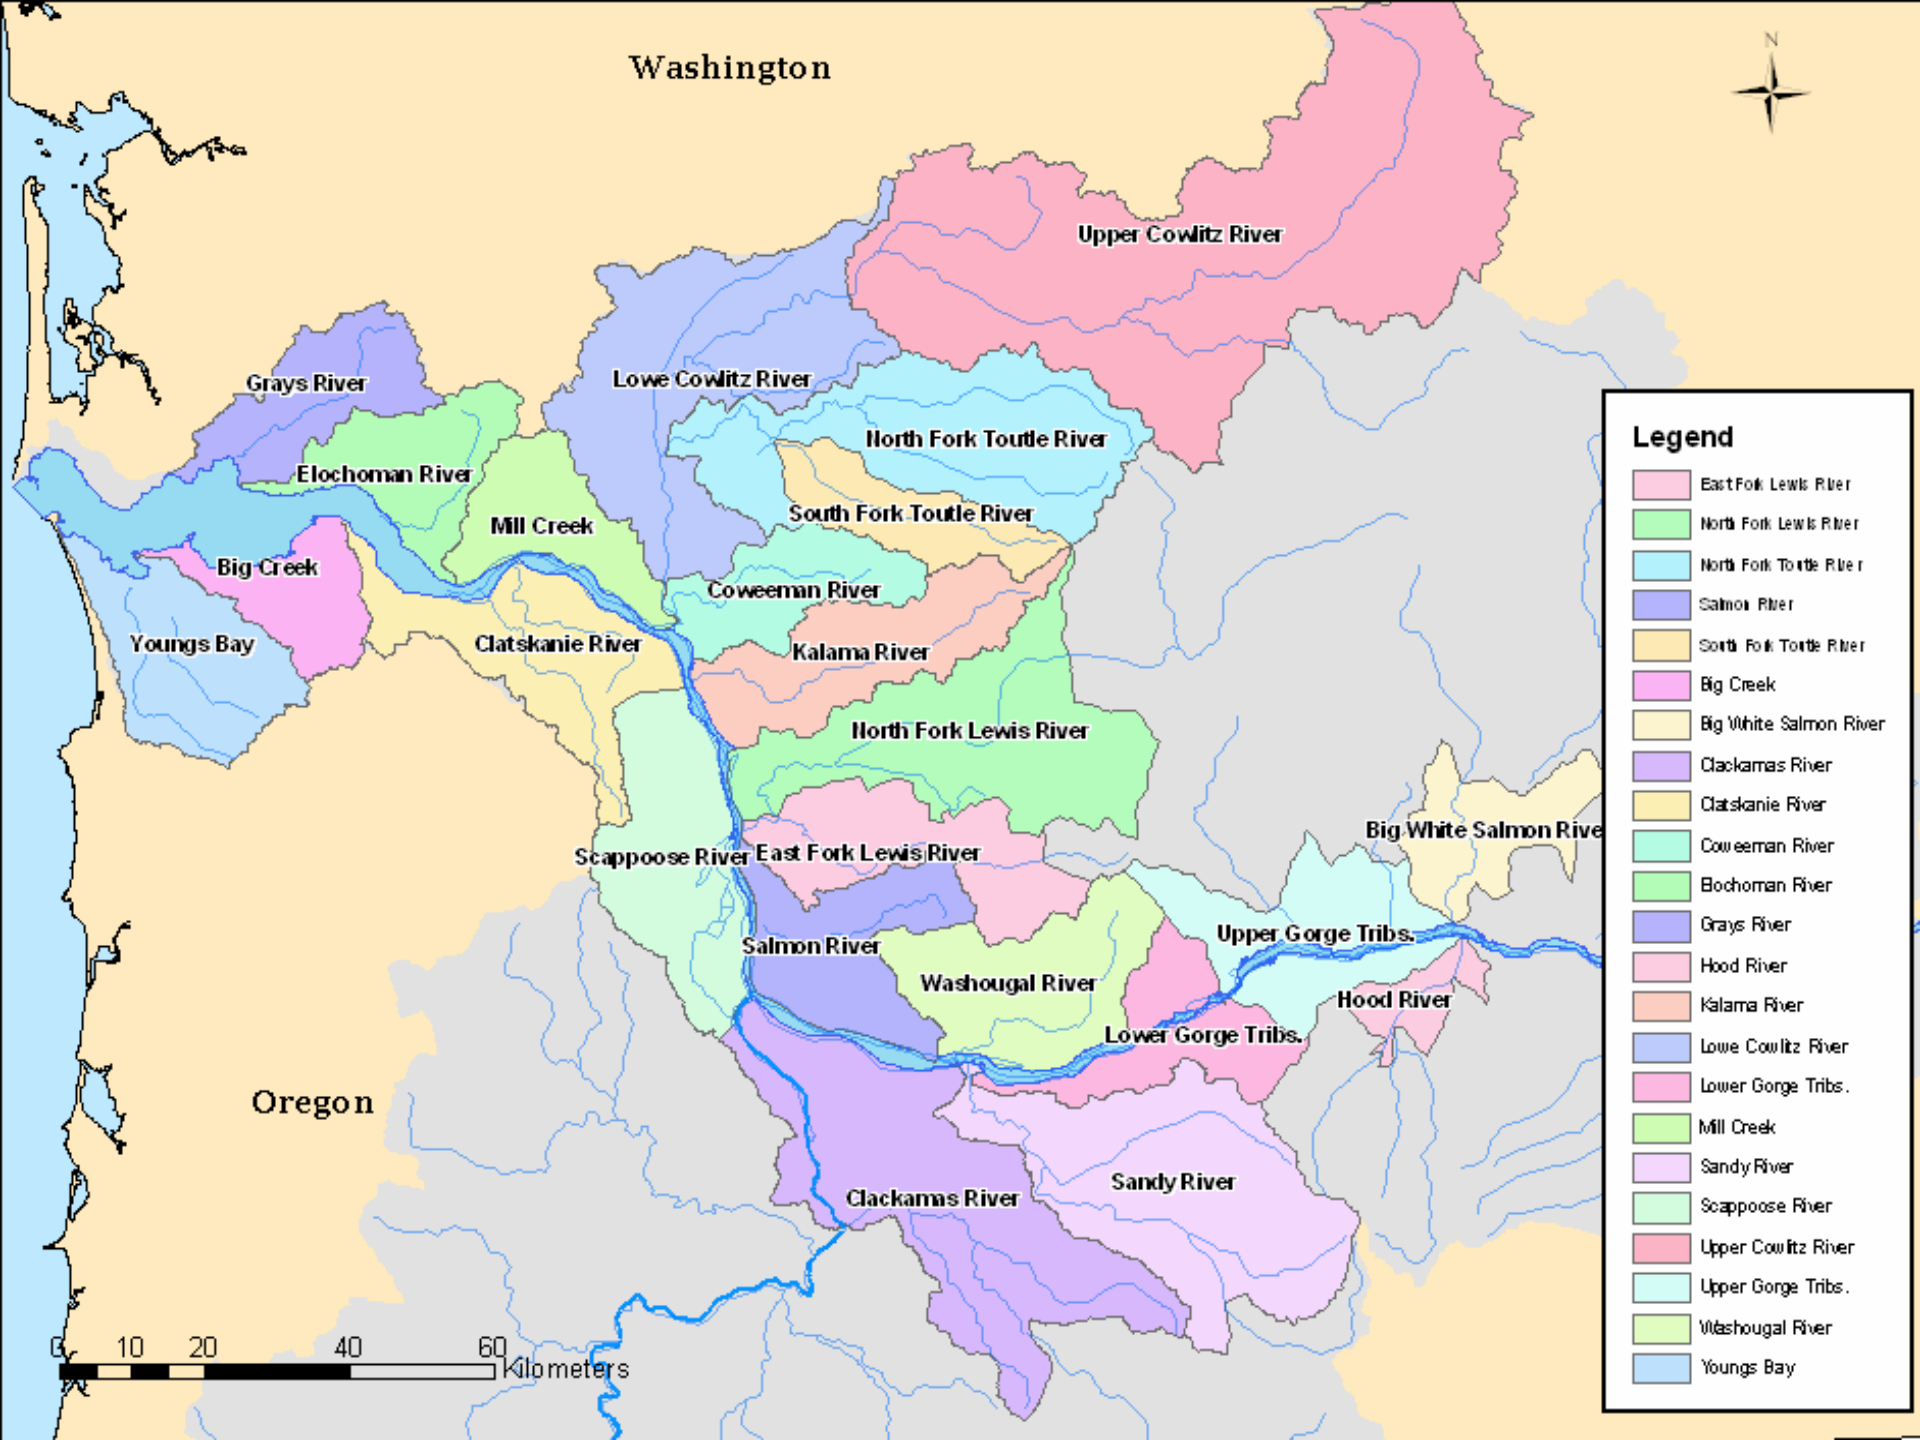 Washington
N
Upper Cowlitz River
Grays River
Lowe Cowlitz River
North Fork Toutle River
Elochoman River
South Fork Toutle River
Mill Creek
Big Creek
Coweeman River
Youngs Bay
Clatskanie River
Kalama River
North Fork Lewis River
Big White Salmon Rive
Scappoose River
East Fork Lewis River
Upper Gorge Tribs.
Salmon River
Washougal River
Hood River
Lower Gorge Tribs.
Oregon
Sandy River
Clackamas River
0 10 20 40 60
Kilometers
Legend
East Fork Lewis River
North Fork Lewis River
North Fork Toutle River
Salmon River
South Fork Toutle River
Big Creek
Big White Salmon River
Clackamas River
Clatskanie River
Coweeman River
Elochoman River
Grays River
Hood River
Kalama River
Lowe Cowlitz River
Lower Gorge Tribs.
Mill Creek
Sandy River
Scappoose River
Upper Cowlitz River
Upper Gorge Tribs.
Washougal River
Youngs Bay